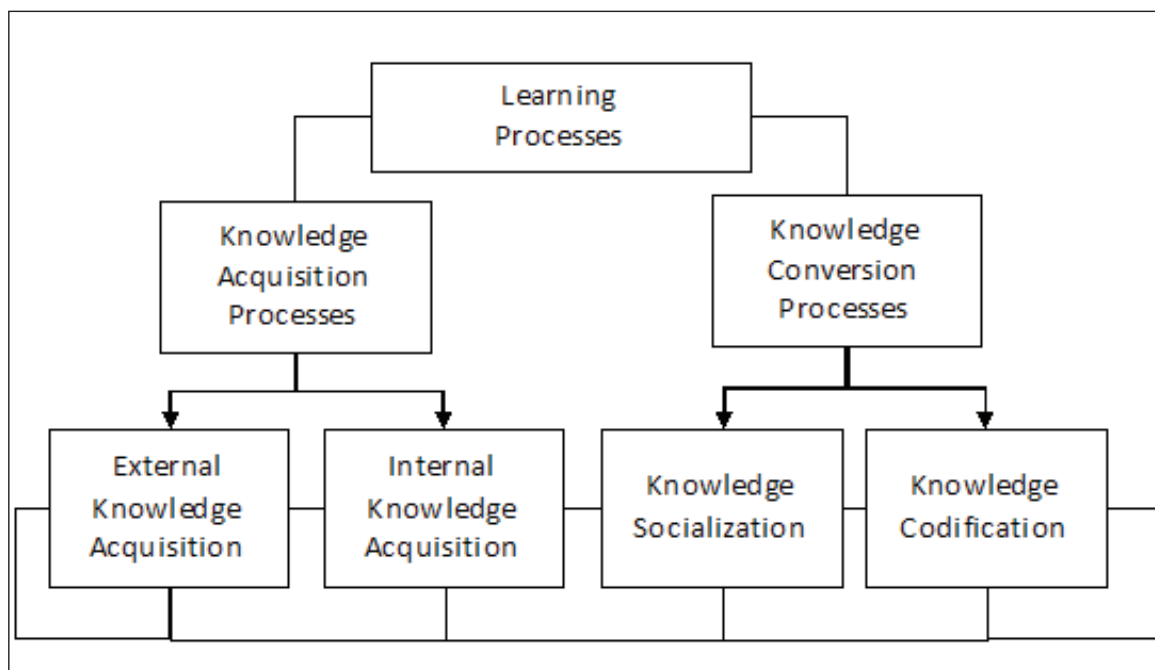 Learning
Processes
Knowledge
Acquisition
Processes
Knowledge
Conversion
Processes
External
Knowledge
Acquisition
Internal
Knowledge
Acquisition
Knowledge
Socialization
Knowledge
Codification